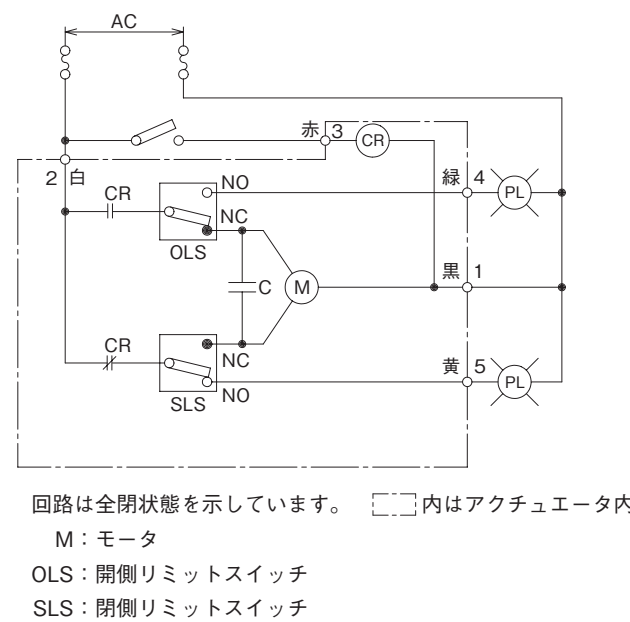 AC
赤 3 CR
2 白
緑 4 PL
CR NO
NC
OLS
黒 1
C M
CR
NC
黄 5 PL
NO
SLS
回路は全閉状態を示しています。 内はアクチュエータ内
M：モータ
OLS：開側リミットスイッチ
SLS：閉側リミットスイッチ